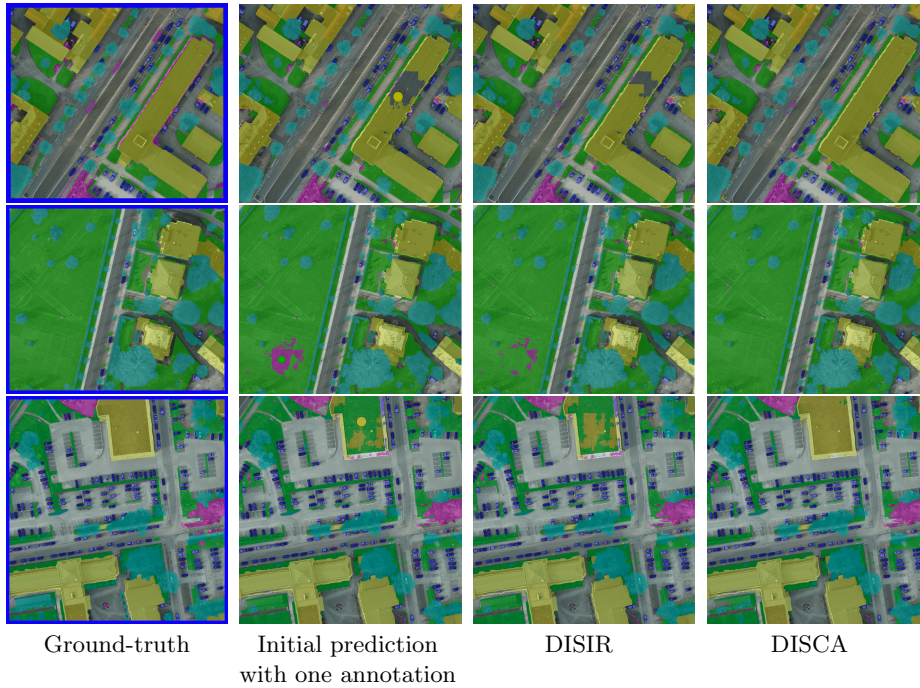 Ground-truth
Initial prediction
with one annotation
DISIR
DISCA